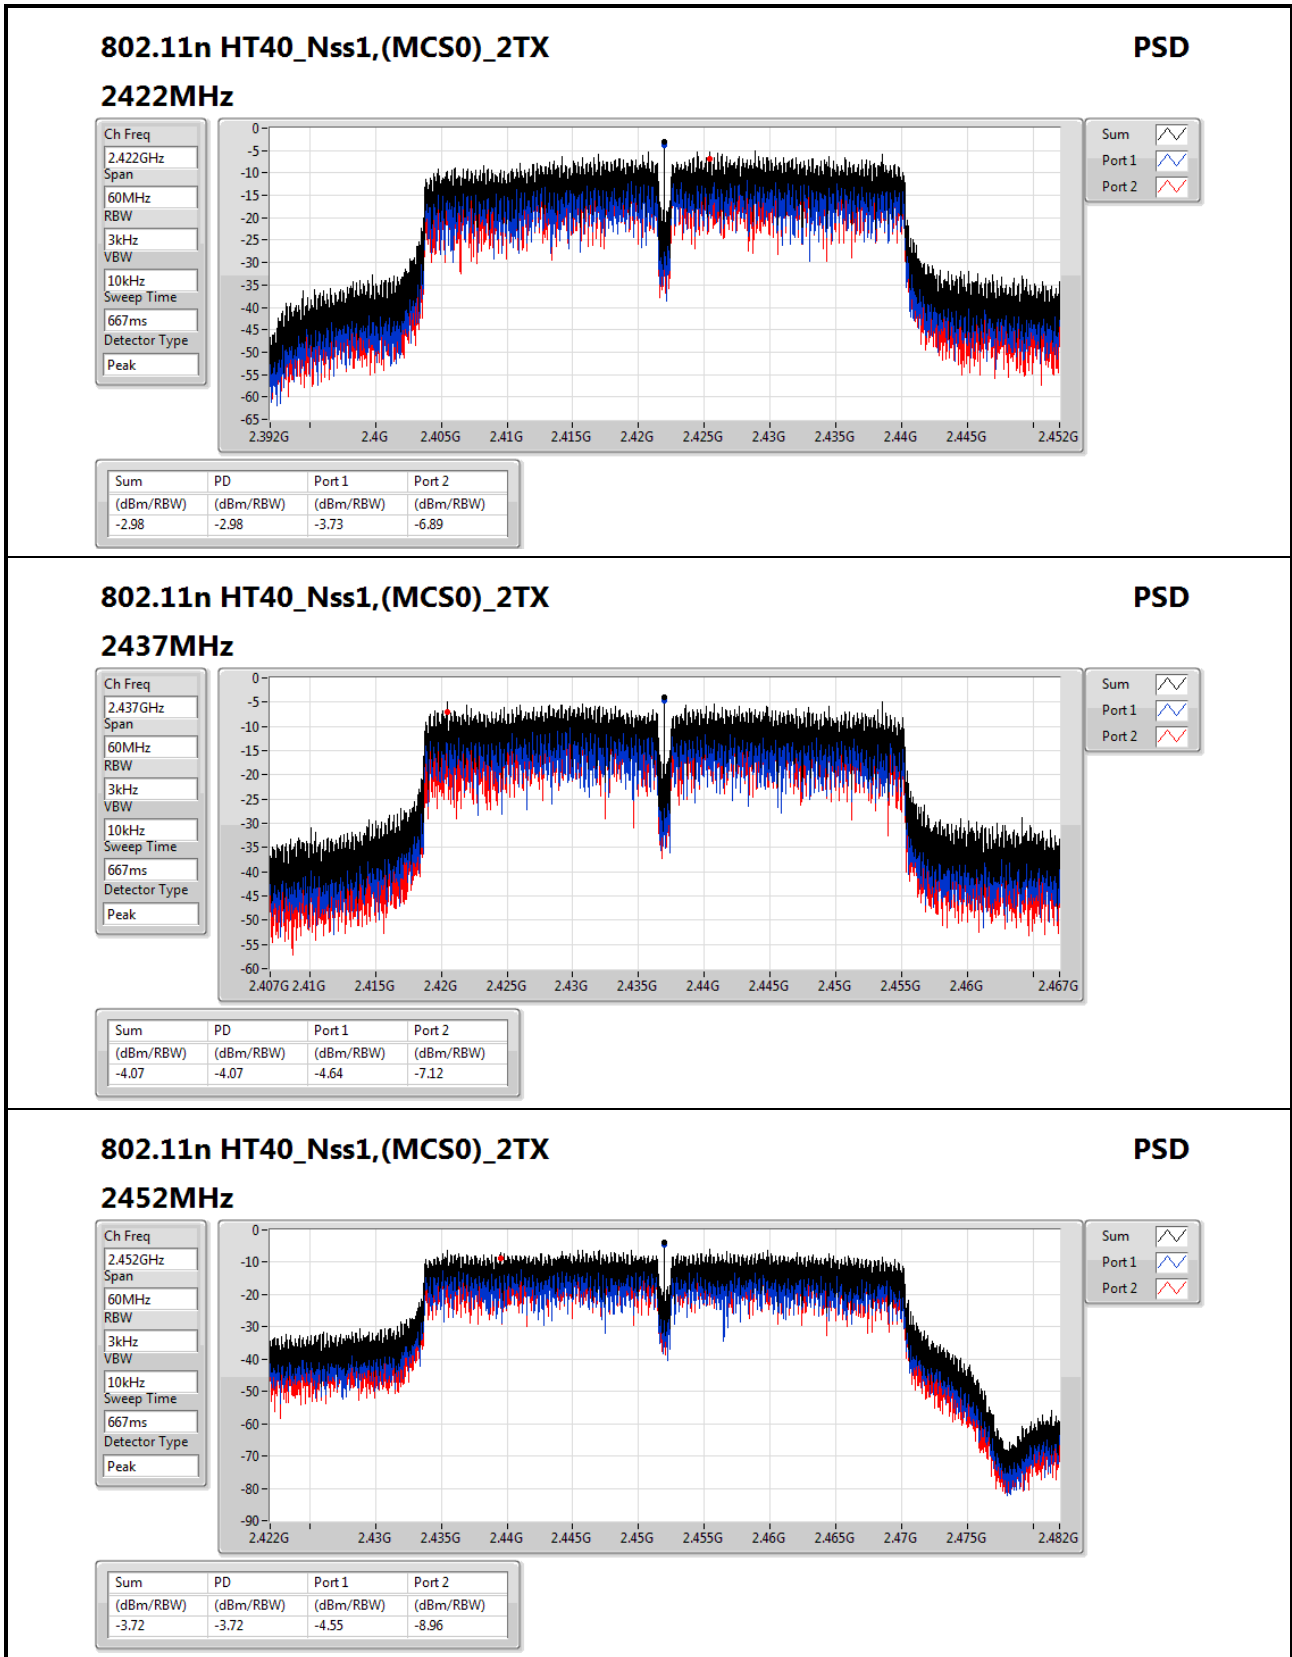 802.11n HT40_Nss1,(MCS0)_2TX PSD
2422MHz
Ch Freq
2.422GHz
Span
60MHz
RBW
3kHz
VBW
10kHz
Sweep Time
667ms
Detector Type
Peak
0
-5
-10
-15
-20
-25
-30
-35
-40
-45
-50
-55
-60
-65
2.392G 2.4G 2.405G 2.41G 2.415G 2.42G 2.425G 2.43G 2.435G 2.44G 2.445G 2.452G
Sum
Port 1
Port 2
Sum PD Port 1 Port 2
(dBm/RBW) (dBm/RBW) (dBm/RBW) (dBm/RBW)
-2.98 -2.98 -3.73 -6.89
802.11n HT40_Nss1,(MCS0)_2TX PSD
2437MHz
Ch Freq
2.437GHz
Span
60MHz
RBW
3kHz
VBW
10kHz
Sweep Time
667ms
Detector Type
Peak
0
-5
-10
-15
-20
-25
-30
-35
-40
-45
-50
-55
-60
2.407G 2.41G 2.415G 2.42G 2.425G 2.43G 2.435G 2.44G 2.445G 2.45G 2.455G 2.46G 2.467G
Sum
Port 1
Port 2
Sum PD Port 1 Port 2
(dBm/RBW) (dBm/RBW) (dBm/RBW) (dBm/RBW)
-4.07 -4.07 -4.64 -7.12
802.11n HT40_Nss1,(MCS0)_2TX PSD
2452MHz
Ch Freq
2.452GHz
Span
60MHz
RBW
3kHz
VBW
10kHz
Sweep Time
667ms
Detector Type
Peak
0
-10
-20
-30
-40
-50
-60
-70
-80
-90
2.422G 2.43G 2.435G 2.44G 2.445G 2.45G 2.455G 2.46G 2.465G 2.47G 2.475G 2.482G
Sum
Port 1
Port 2
Sum PD Port 1 Port 2
(dBm/RBW) (dBm/RBW) (dBm/RBW) (dBm/RBW)
-3.72 -3.72 -4.55 -8.96